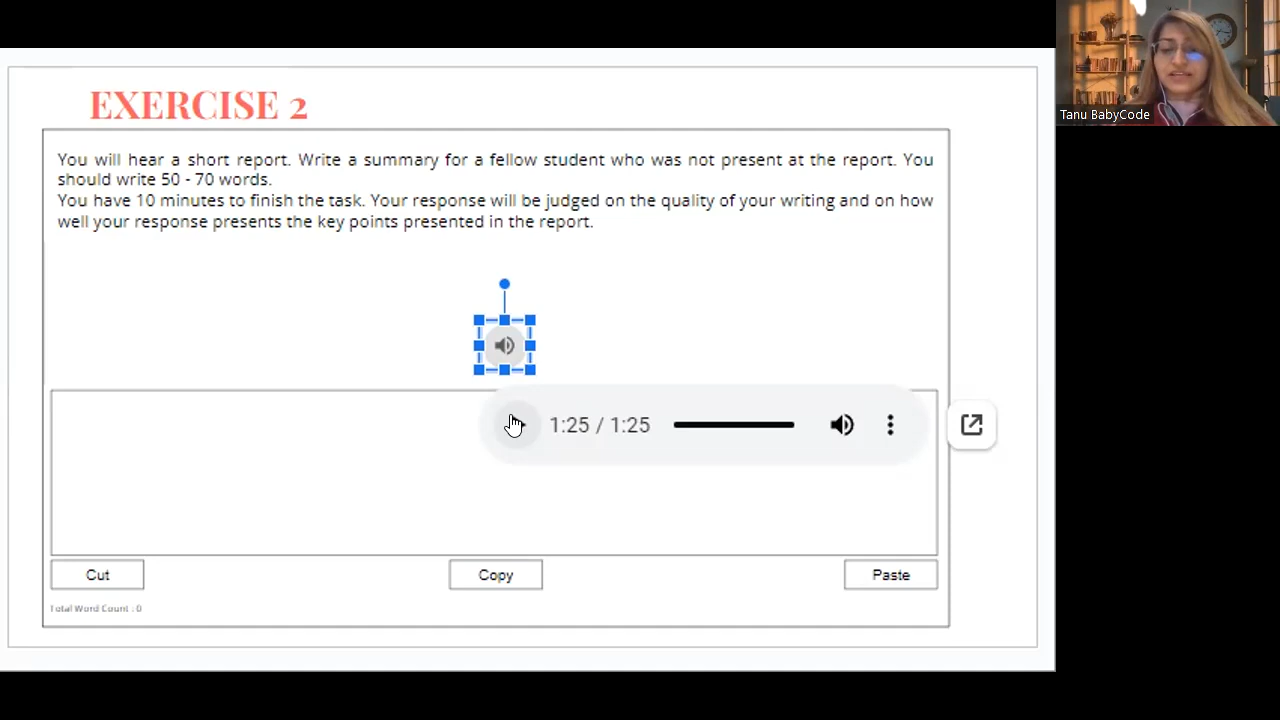 EXERCISE 2
You will hear a short report. Write a summary for a fellow student who was not present at the report. You
should write 50 - 70 words.
You have 10 minutes to finish the task. Your response will be judged on the quality of your writing and on how
well your response presents the key points presented in the report.
1:25 / 1:25
Cut
Copy
Paste
Total Word Count : 0
Tanu BabyCode